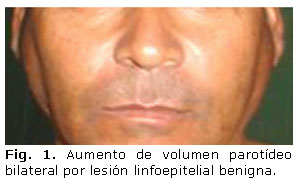 Fig. 1. Aumento de volumen parotídeo
bilateral por lesión linfoepitelial benigna.